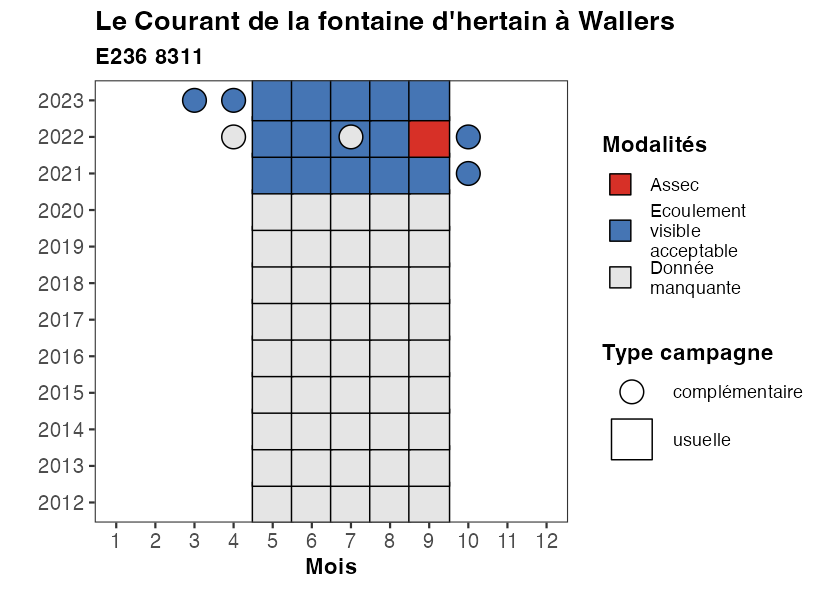 Le Courant de la fontaine d'hertain à Wallers
E236 8311
2023
2022
2021
2020
2019
2018
2017
2016
2015
2014
2013
2012
1 2 3 4 5 6 7 8 9 10 11 12
Mois
Modalités
Assec
Ecoulement
visible
acceptable
Donnée
manquante
Type campagne
complémentaire
usuelle